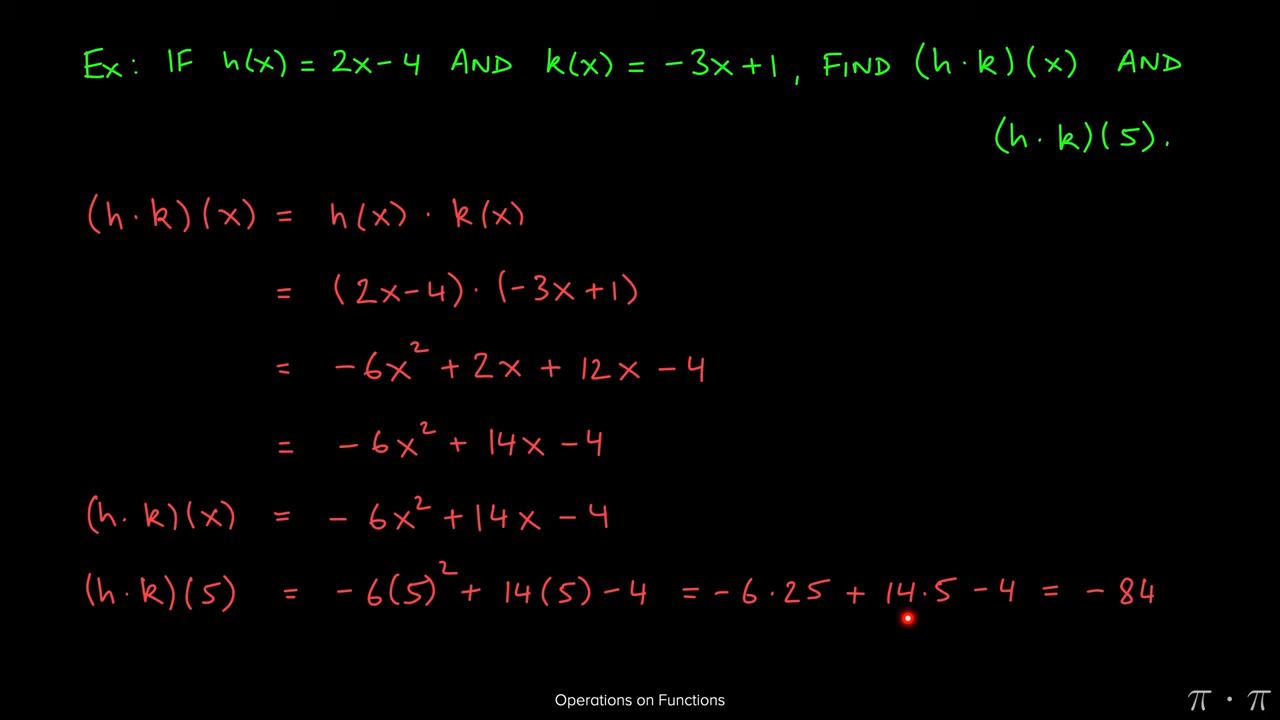 Ex: IF h(x) = 2x - 4 AND k(x) = -3x + 1, FIND (h · k)(x) AND
(h · k)(5).
(h · k)(x) = h(x) · k(x)
= (2x - 4) · (-3x + 1)
= -6x² + 2x + 12x - 4
= -6x² + 14x - 4
(h · k)(x) = -6x² + 14x - 4
(h · k)(5) = -6(5)² + 14(5) - 4 = -6 · 25 + 14 · 5 - 4 = -84
Operations on Functions
π · π